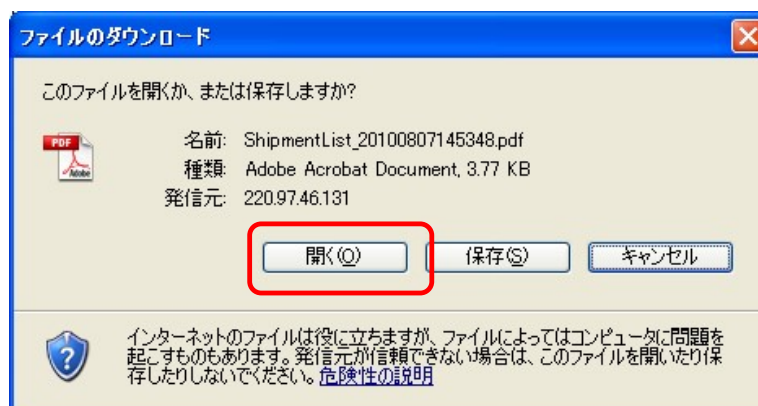 ファイルのダウンロード
このファイルを開くか、または保存しますか?
PDF
Adobe
名前: ShipmentList_20100807145348.pdf
種類: Adobe Acrobat Document, 3.77 KB
発信元: 220.97.46.131
開く(O) 保存(S) キャンセル
インターネットのファイルは役に立ちますが、ファイルによってはコンピュータに問題を
起こすものもあります。発信元が信頼できない場合は、このファイルを開いたり保
存したりしないでください。危険性の説明